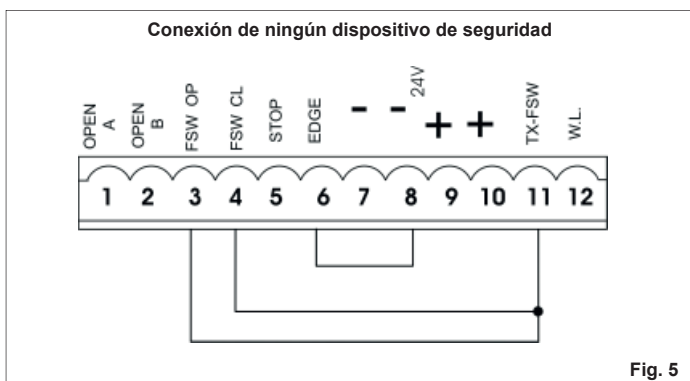 Conexión de ningún dispositivo de seguridad
OPEN A
OPEN B
FSW OP
FSW CL
STOP
EDGE
-
-
24V
+
+
TX-FSW
W.L.
1 2 3 4 5 6 7 8 9 10 11 12
Fig. 5